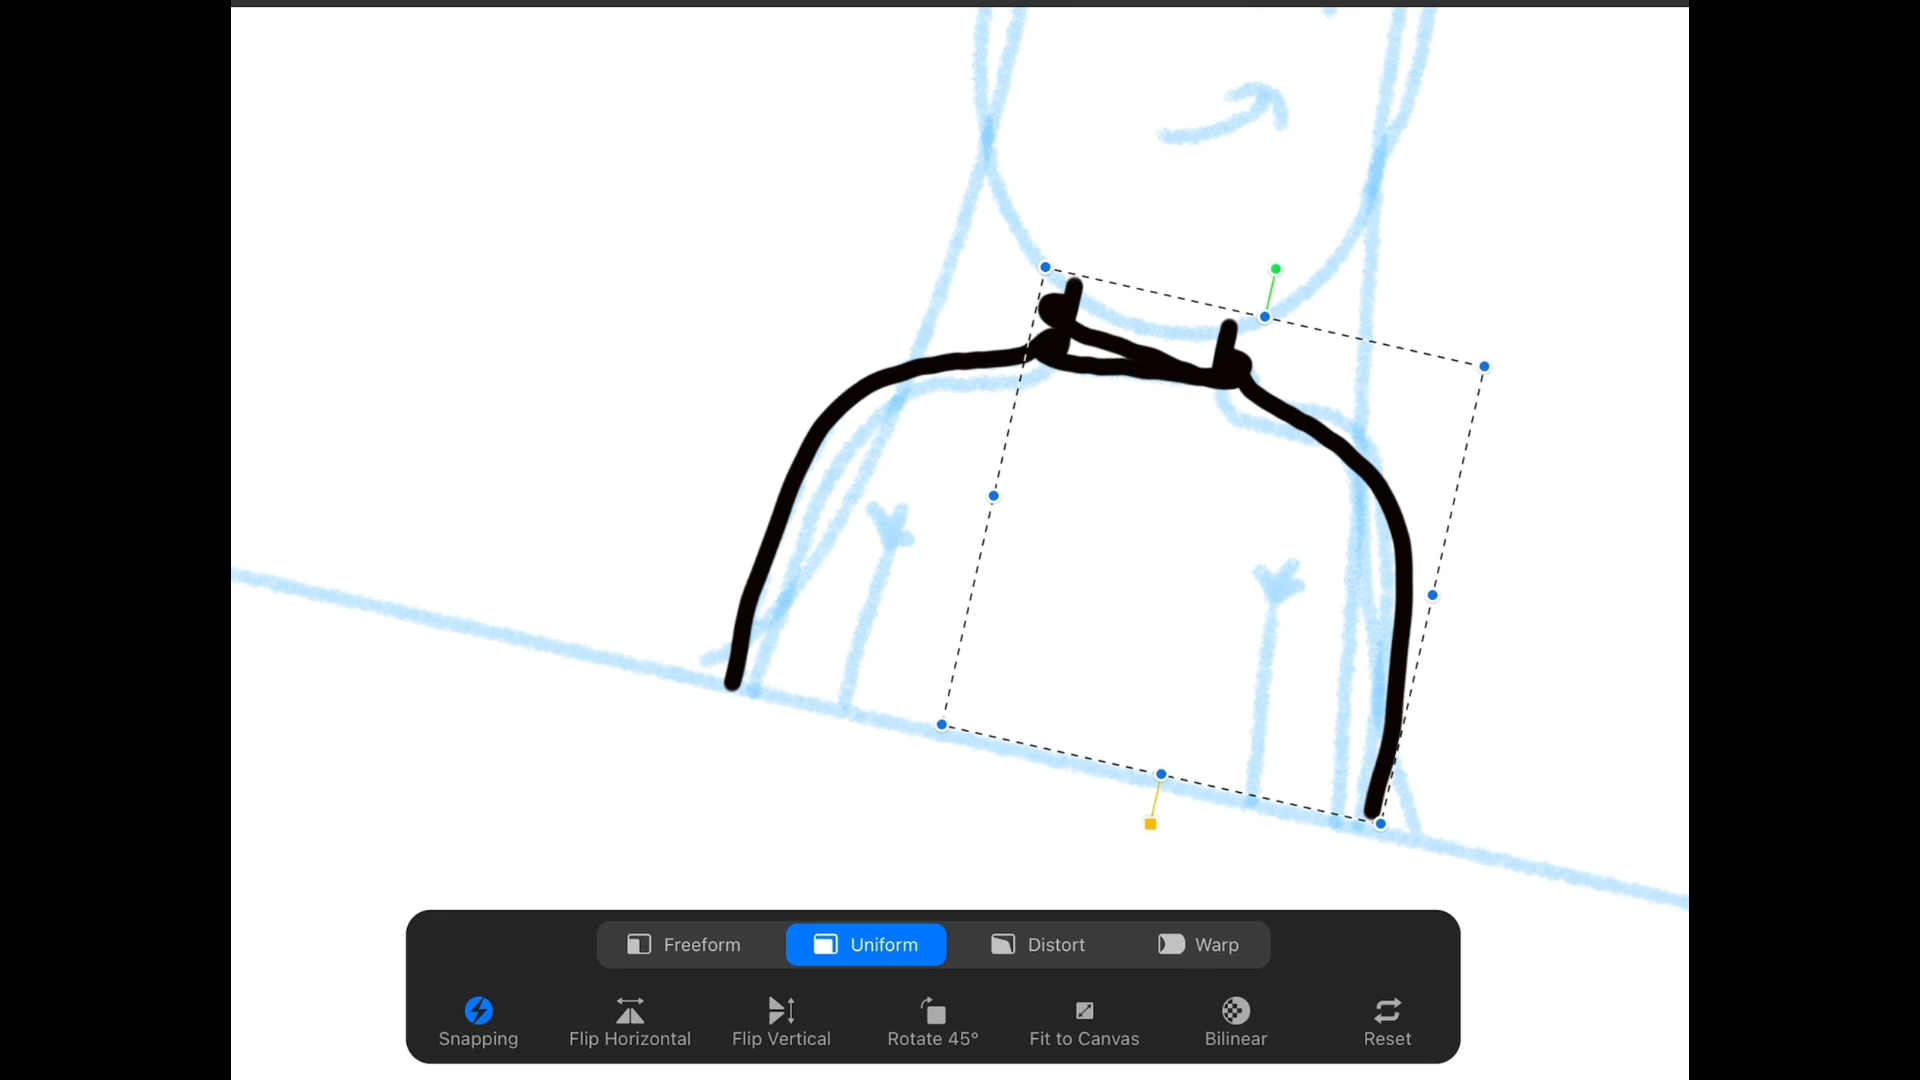 Freeform Uniform Distort Warp
Snapping Flip Horizontal Flip Vertical Rotate 45° Fit to Canvas Bilinear Reset